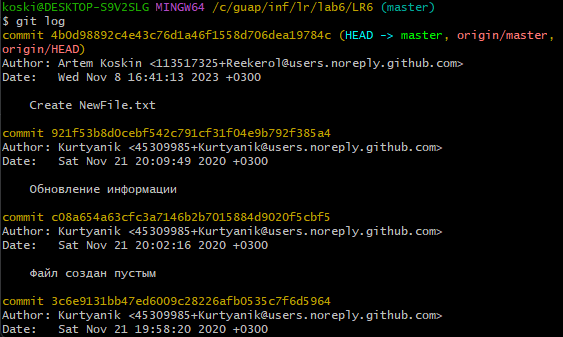 koski@DESKTOP-S9V2SLG MINGW64 /c/guap/inf/lr/lab6/LR6 (master)
$ git log
commit 4b0d98892c4e43c76d1a46f1558d706dea19784c (HEAD -> master, origin/master,
origin/HEAD)
Author: Artem Koskin <113517325+Reekerol@users.noreply.github.com>
Date:   Wed Nov 8 16:41:13 2023 +0300
    Create NewFile.txt
commit 921f53b8d0cebf542c791cf31f04e9b792f385a4
Author: Kurtyanik <45309985+Kurtyanik@users.noreply.github.com>
Date:   Sat Nov 21 20:09:49 2020 +0300
    Обновление информации
commit c08a654a63cfc3a7146b2b7015884d9020f5cbf5
Author: Kurtyanik <45309985+Kurtyanik@users.noreply.github.com>
Date:   Sat Nov 21 20:02:16 2020 +0300
    Файл создан пустым
commit 3c6e9131bb47ed6009c28226afb0535c7f6d5964
Author: Kurtyanik <45309985+Kurtyanik@users.noreply.github.com>
Date:   Sat Nov 21 19:58:20 2020 +0300